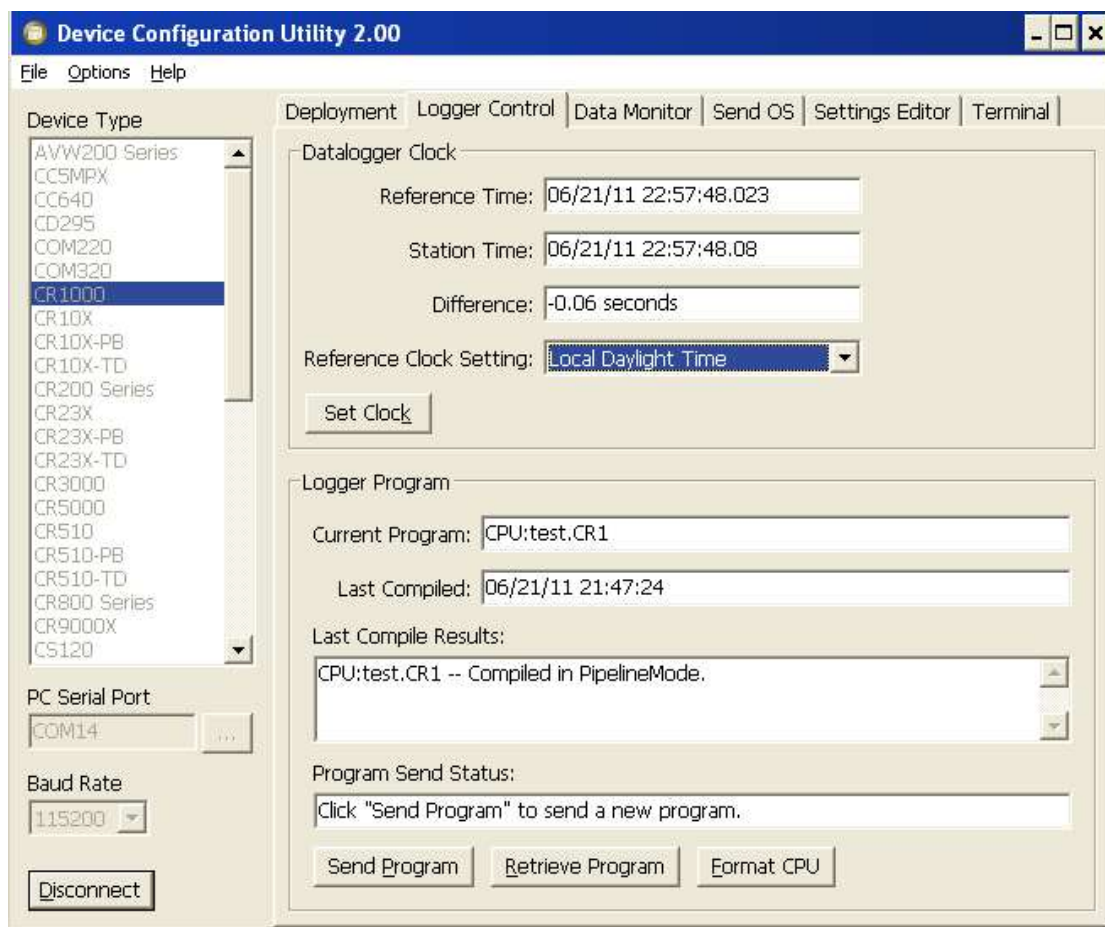 Device Configuration Utility 2.00
File Options Help
Device Type
AVW200 Series
CC5MPX
CC640
CD295
COM220
COM320
CR1000
CR10X
CR10X-PB
CR10X-TD
CR200 Series
CR23X
CR23X-PB
CR23X-TD
CR3000
CR5000
CR510
CR510-PB
CR510-TD
CR800 Series
CR9000X
CS120
PC Serial Port
COM14
...
Baud Rate
115200
Disconnect
Deployment Logger Control Data Monitor Send OS Settings Editor Terminal
Datalogger Clock
Reference Time: 06/21/11 22:57:48.023
Station Time: 06/21/11 22:57:48.08
Difference: -0.06 seconds
Reference Clock Setting: Local Daylight Time
Set Clock
Logger Program
Current Program: CPU:test.CR1
Last Compiled: 06/21/11 21:47:24
Last Compile Results:
CPU:test.CR1 -- Compiled in PipelineMode.
Program Send Status:
Click "Send Program" to send a new program.
Send Program Retrieve Program Format CPU